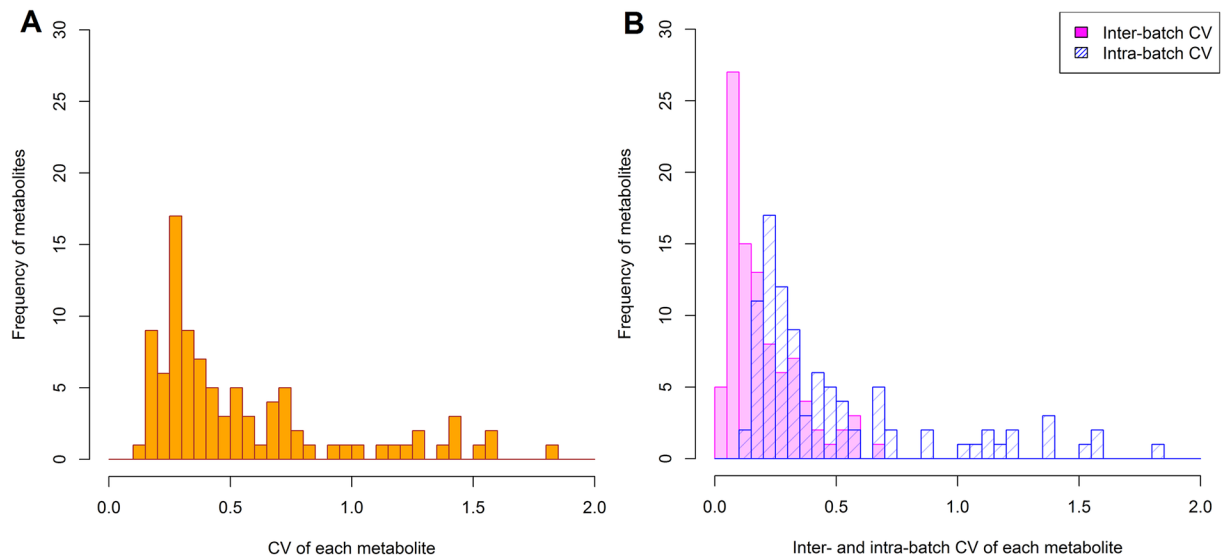 A
Frequency of metabolites
30
25
20
15
10
5
0
0.0 0.5 1.0 1.5 2.0
CV of each metabolite
B
Inter-batch CV
Intra-batch CV
Frequency of metabolites
30
25
20
15
10
5
0
0.0 0.5 1.0 1.5 2.0
Inter- and intra-batch CV of each metabolite